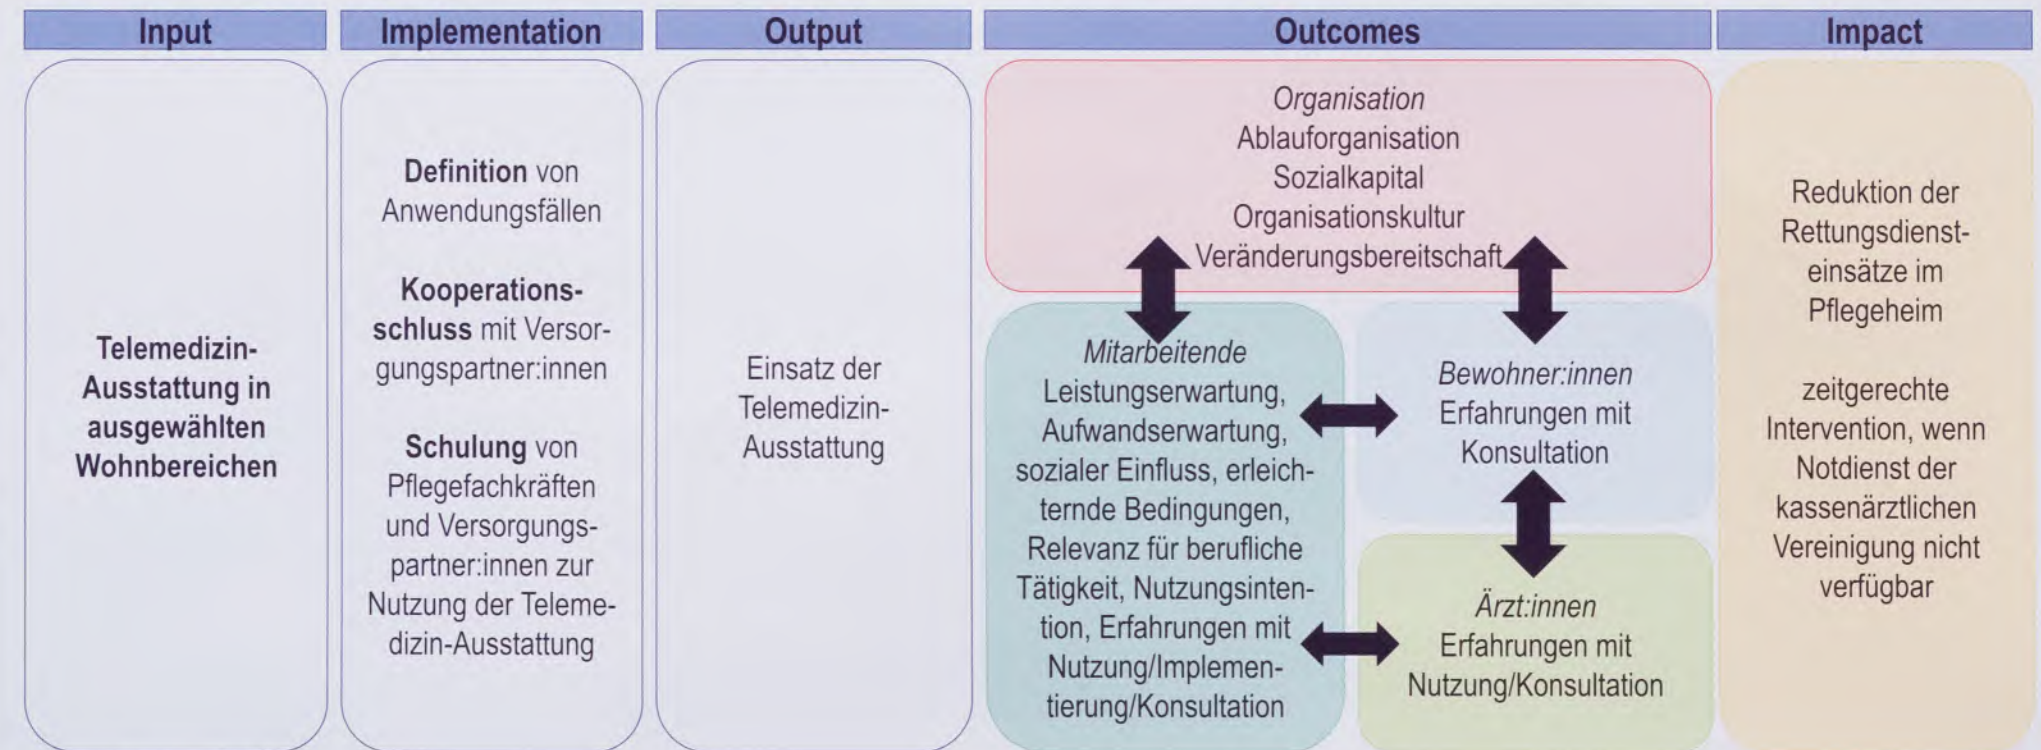 Input
Implementation
Output
Outcomes
Impact
Telemedizin-
Ausstattung in
ausgewählten
Wohnbereichen
Definition von
Anwendungsfällen
Kooperations-
schluss mit Versor-
gungspartner:innen
Schulung von
Pflegefachkräften
und Versorgungs-
partner:innen zur
Nutzung der Teleme-
dizin-Ausstattung
Einsatz der
Telemedizin-
Ausstattung
Organisation
Ablauforganisation
Sozialkapital
Organisationskultur
Veränderungsbereitschaft
Mitarbeitende
Leistungserwartung,
Aufwandserwartung,
sozialer Einfluss, erleich-
ternde Bedingungen,
Relevanz für berufliche
Tätigkeit, Nutzungsinten-
tion, Erfahrungen mit
Nutzung/Implemen-
tierung/Konsultation
Bewohner:innen
Erfahrungen mit
Konsultation
Ärzt:innen
Erfahrungen mit
Nutzung/Konsultation
Reduktion der
Rettungsdienst-
einsätze im
Pflegeheim
zeitgerechte
Intervention, wenn
Notdienst der
kassenärztlichen
Vereinigung nicht
verfügbar